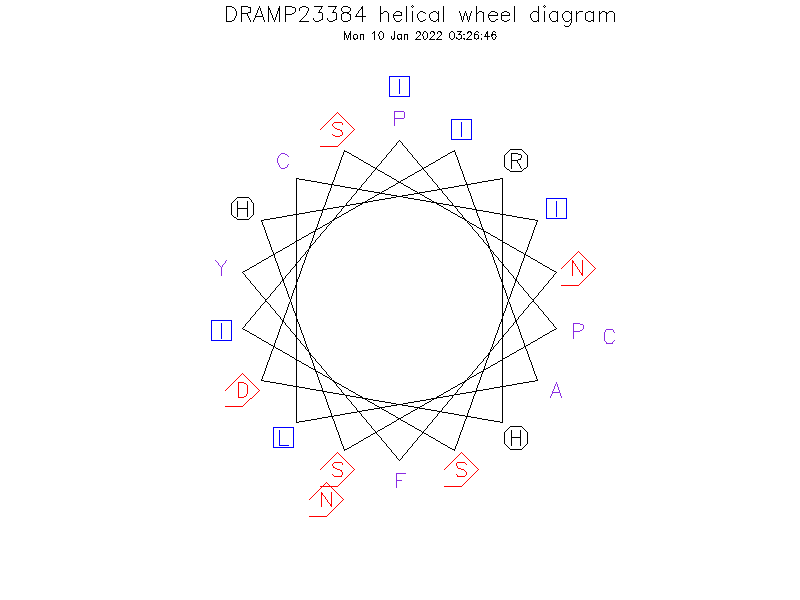 DRAMP23384 helical wheel diagram
Mon 10 Jan 2022 03:26:46
I
P
S
I
C
R
H
I
Y
N
I
P C
D
A
L
H
S
F
S
N